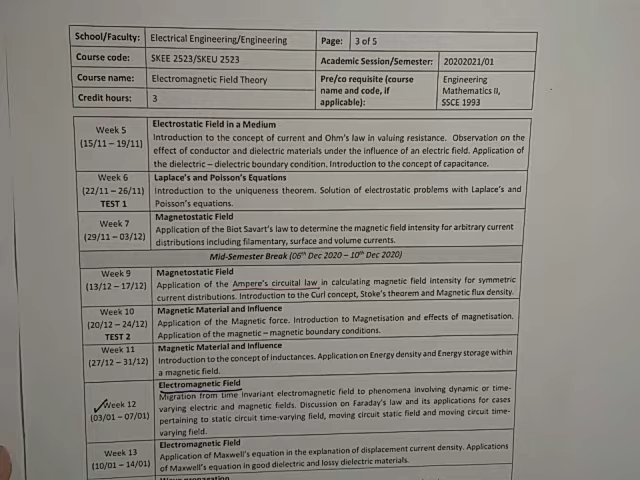 School/Faculty: Electrical Engineering/Engineering Page: 3 of 5
Course code: SKEE 2523/SKEU 2523 Academic Session/Semester: 20202021/01
Course name: Electromagnetic Field Theory Pre/co requisite (course name and code, if applicable): Engineering Mathematics II, SSCE 1993
Credit hours: 3
Week 5
(15/11 – 19/11)
Electrostatic Field in a Medium
Introduction to the concept of current and Ohm's law in valuing resistance. Observation on the
effect of conductor and dielectric materials under the influence of an electric field. Application of
the dielectric – dielectric boundary condition. Introduction to the concept of capacitance.
Week 6
(22/11 – 26/11)
TEST 1
Laplace's and Poisson's Equations
Introduction to the uniqueness theorem. Solution of electrostatic problems with Laplace's and
Poisson's equations.
Week 7
(29/11 – 03/12)
Magnetostatic Field
Application of the Biot Savart's law to determine the magnetic field intensity for arbitrary current
distributions including filamentary, surface and volume currents.
Mid-Semester Break (06th Dec 2020 – 10th Dec 2020)
Week 9
(13/12 – 17/12)
Magnetostatic Field
Application of the Ampere's circuital law in calculating magnetic field intensity for symmetric
current distributions. Introduction to the Curl concept, Stoke's theorem and Magnetic flux density.
Week 10
(20/12 – 24/12)
TEST 2
Magnetic Material and Influence
Application of the Magnetic force. Introduction to Magnetisation and effects of magnetisation.
Application of the magnetic – magnetic boundary conditions.
Week 11
(27/12 – 31/12)
Magnetic Material and Influence
Introduction to the concept of inductances. Application on Energy density and Energy storage within
a magnetic field.
Week 12
(03/01 – 07/01)
Electromagnetic Field
Migration from time invariant electromagnetic field to phenomena involving dynamic or time-
varying electric and magnetic fields. Discussion on Faraday's law and its applications for cases
pertaining to static circuit time-varying field, moving circuit static field and moving circuit time-
varying field.
Week 13
(10/01 – 14/01)
Electromagnetic Field
Application of Maxwell's equation in the explanation of displacement current density. Applications
of Maxwell's equation in good dielectric and lossy dielectric materials.
Wave propagation